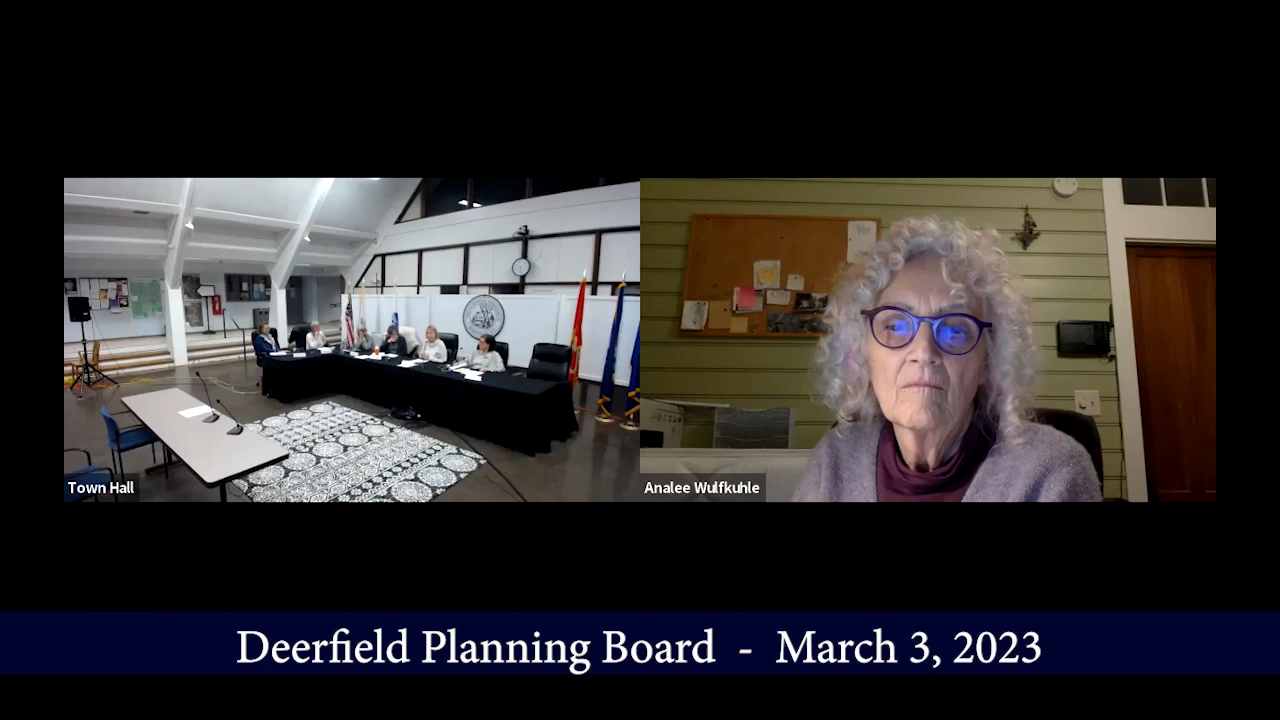 Town Hall
Analee Wulfkuhle
Deerfield Planning Board - March 3, 2023